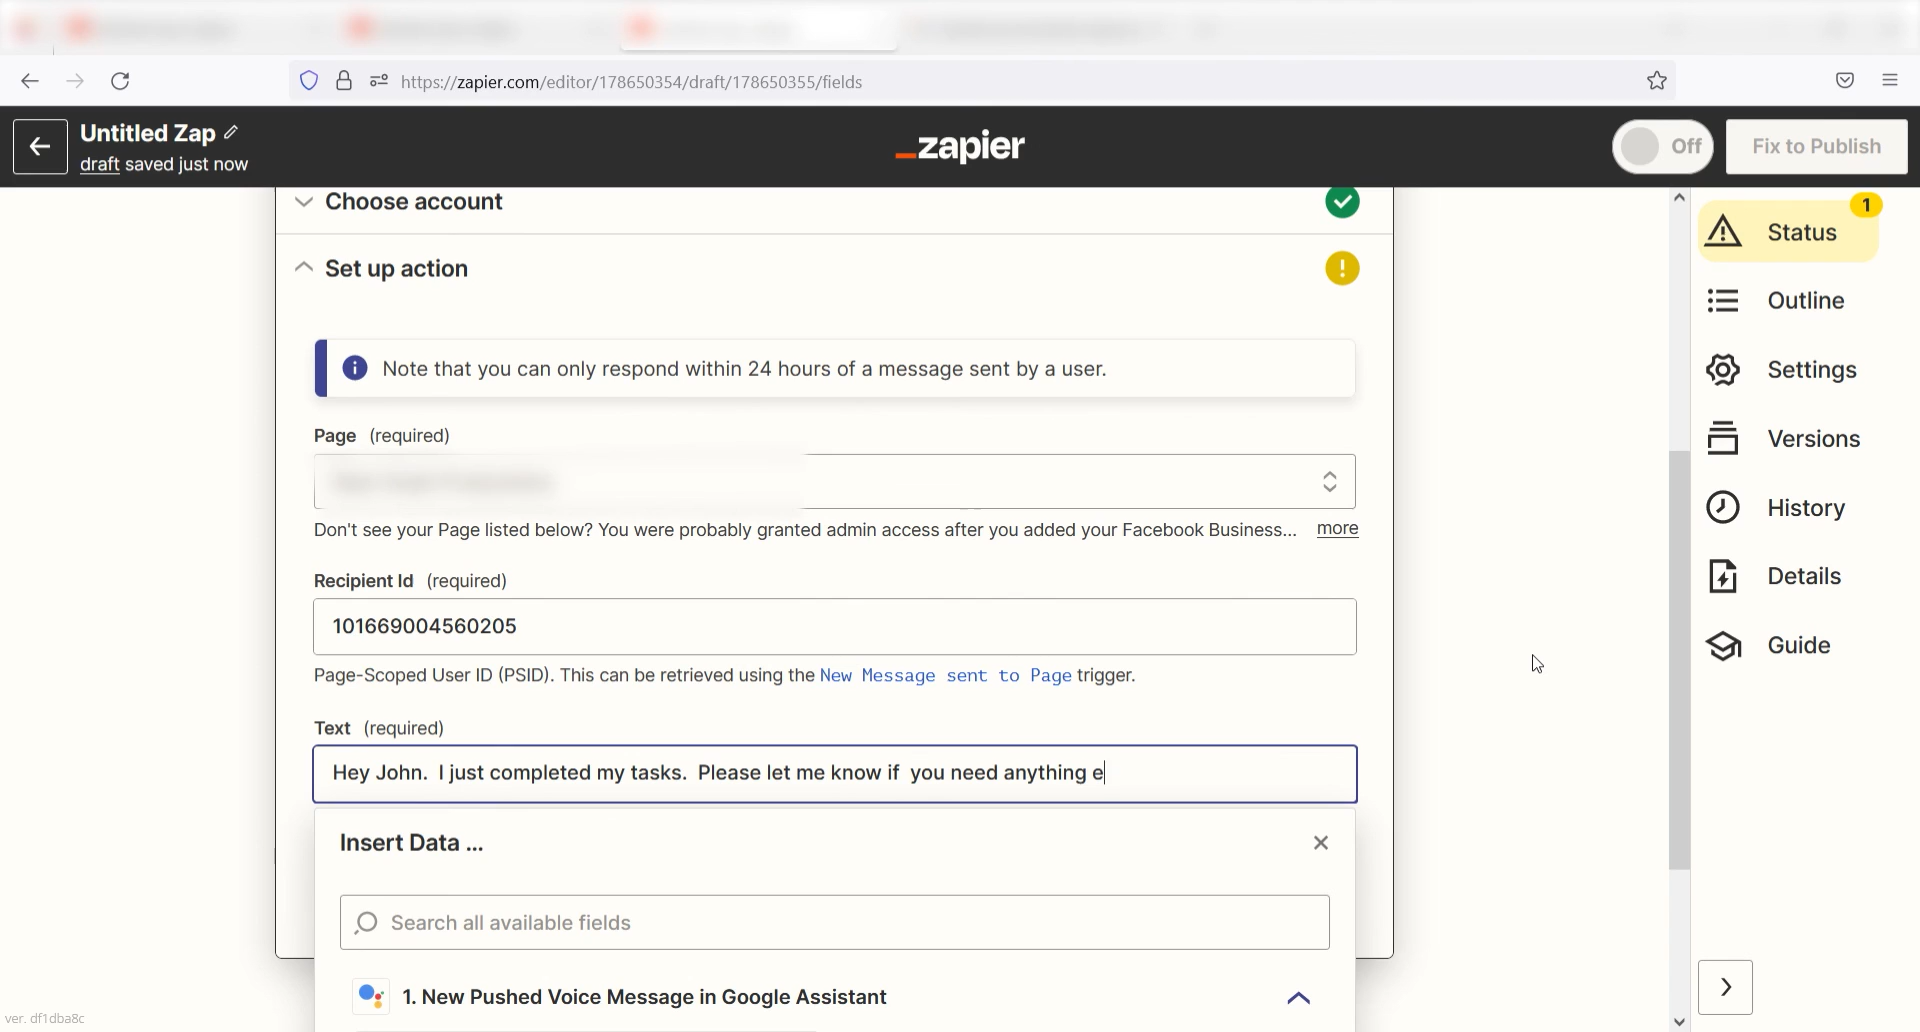 https://zapier.com/editor/178650354/draft/178650355/fields
Untitled Zap
draft saved just now
_zapier
Off
Fix to Publish
Choose account
Set up action
Note that you can only respond within 24 hours of a message sent by a user.
Page (required)
Don't see your Page listed below? You were probably granted admin access after you added your Facebook Business... more
Recipient Id (required)
101669004560205
Page-Scoped User ID (PSID). This can be retrieved using the New Message sent to Page trigger.
Text (required)
Hey John.  I just completed my tasks.  Please let me know if  you need anything e
Insert Data ...
Search all available fields
1. New Pushed Voice Message in Google Assistant
1
Status
Outline
Settings
Versions
History
Details
Guide
ver. df1dba8c